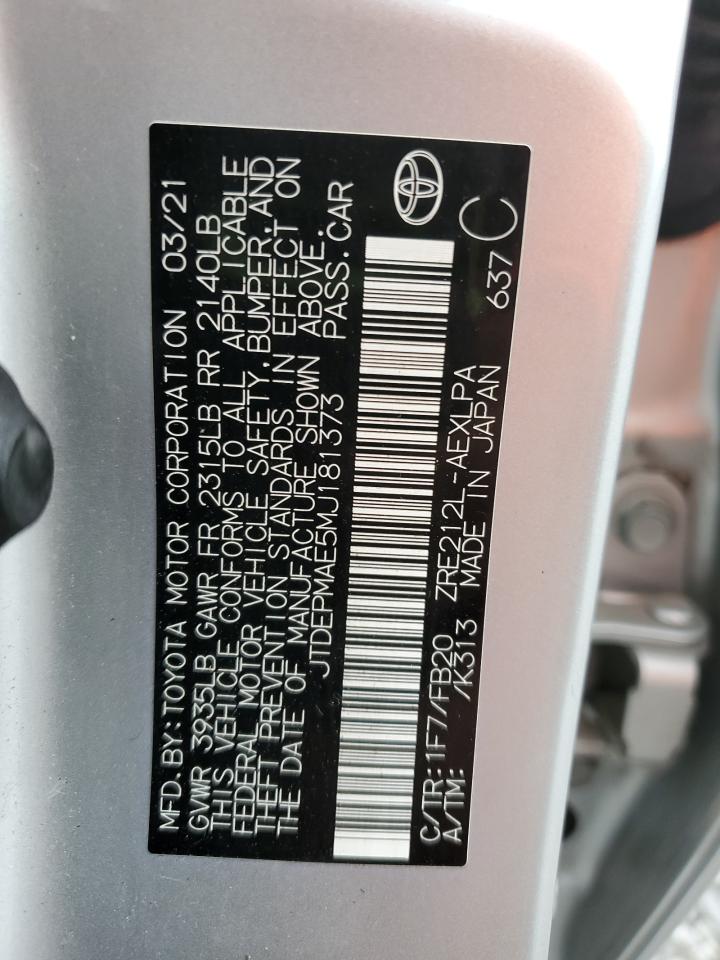 MFD. BY: TOYOTA MOTOR CORPORATION 03/21
GVWR 3935LB GAWR FR 2315LB RR 2140LB
THIS VEHICLE CONFORMS TO ALL APPLICABLE
FEDERAL MOTOR VEHICLE SAFETY, BUMPER, AND
THEFT PREVENTION STANDARDS IN EFFECT ON
THE DATE OF MANUFACTURE SHOWN ABOVE.
JTDEPMAE5MJ181373 PASS. CAR
C/TR: 1F7/FB20 ZRE212L-AEXLPA 637 C
A/TM: /K313 MADE IN JAPAN